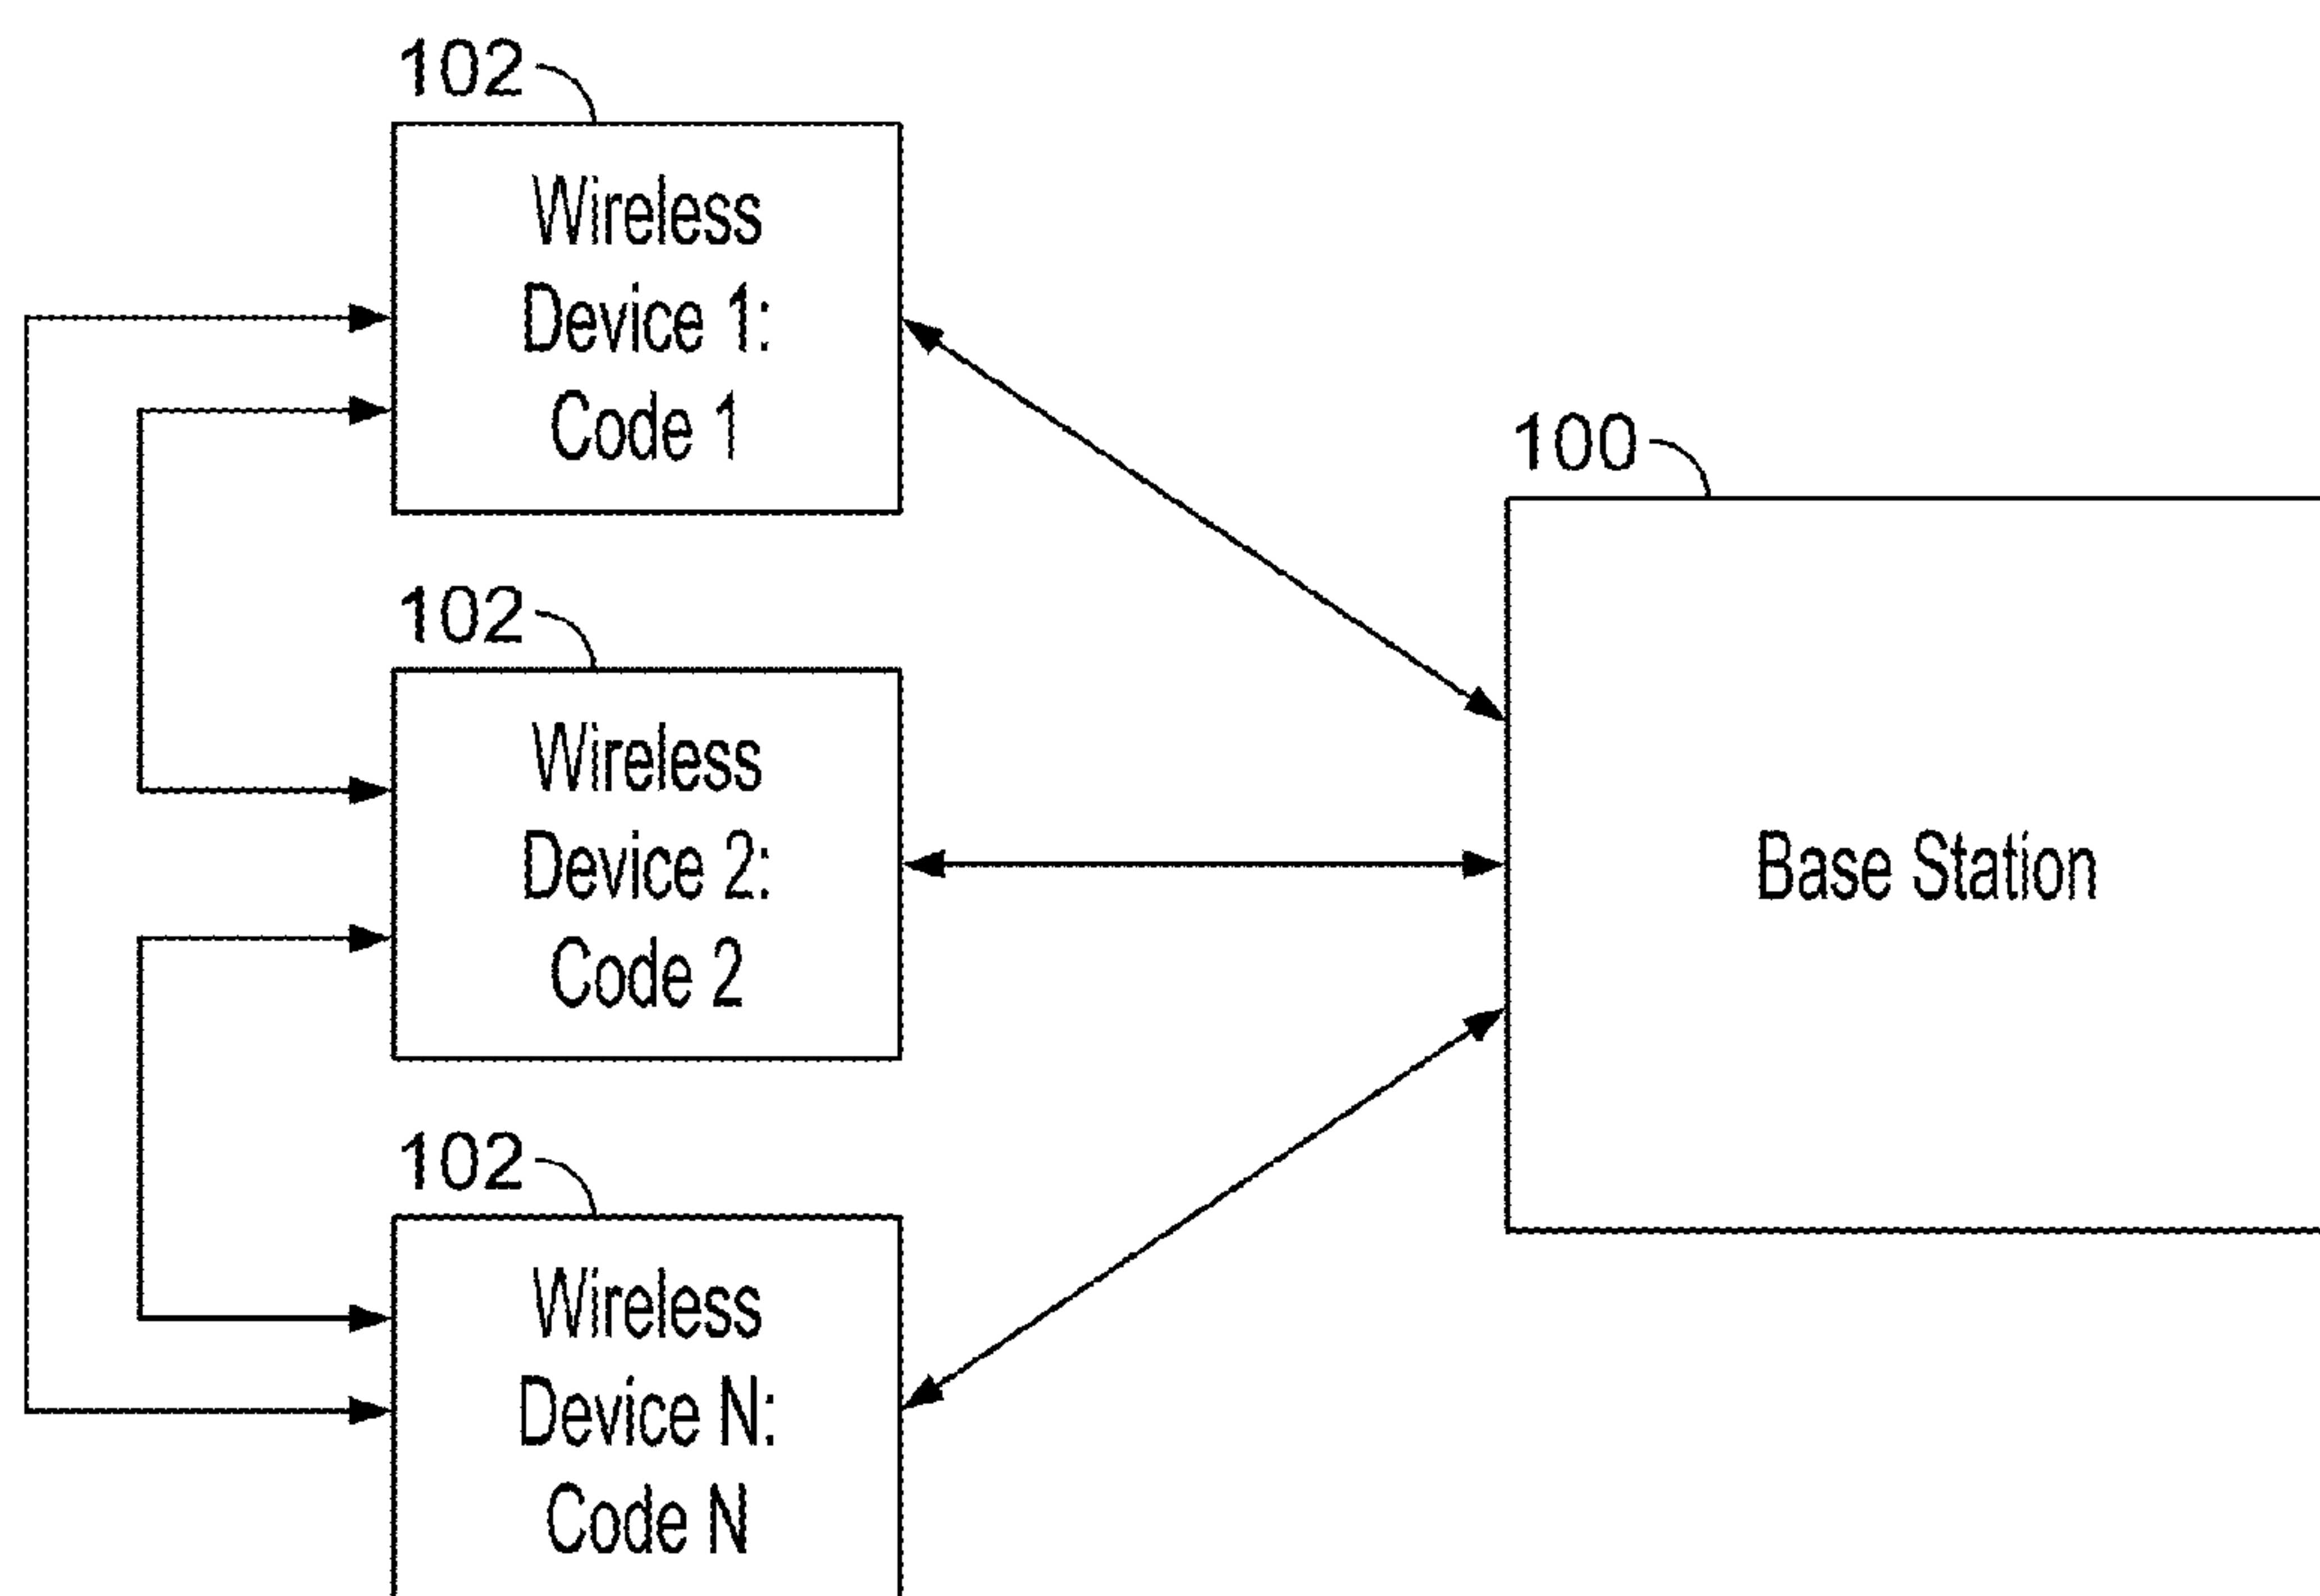 102
Wireless
Device 1:
Code 1
100
102
Wireless
Device 2:
Code 2
Base Station
102
Wireless
Device N:
Code N